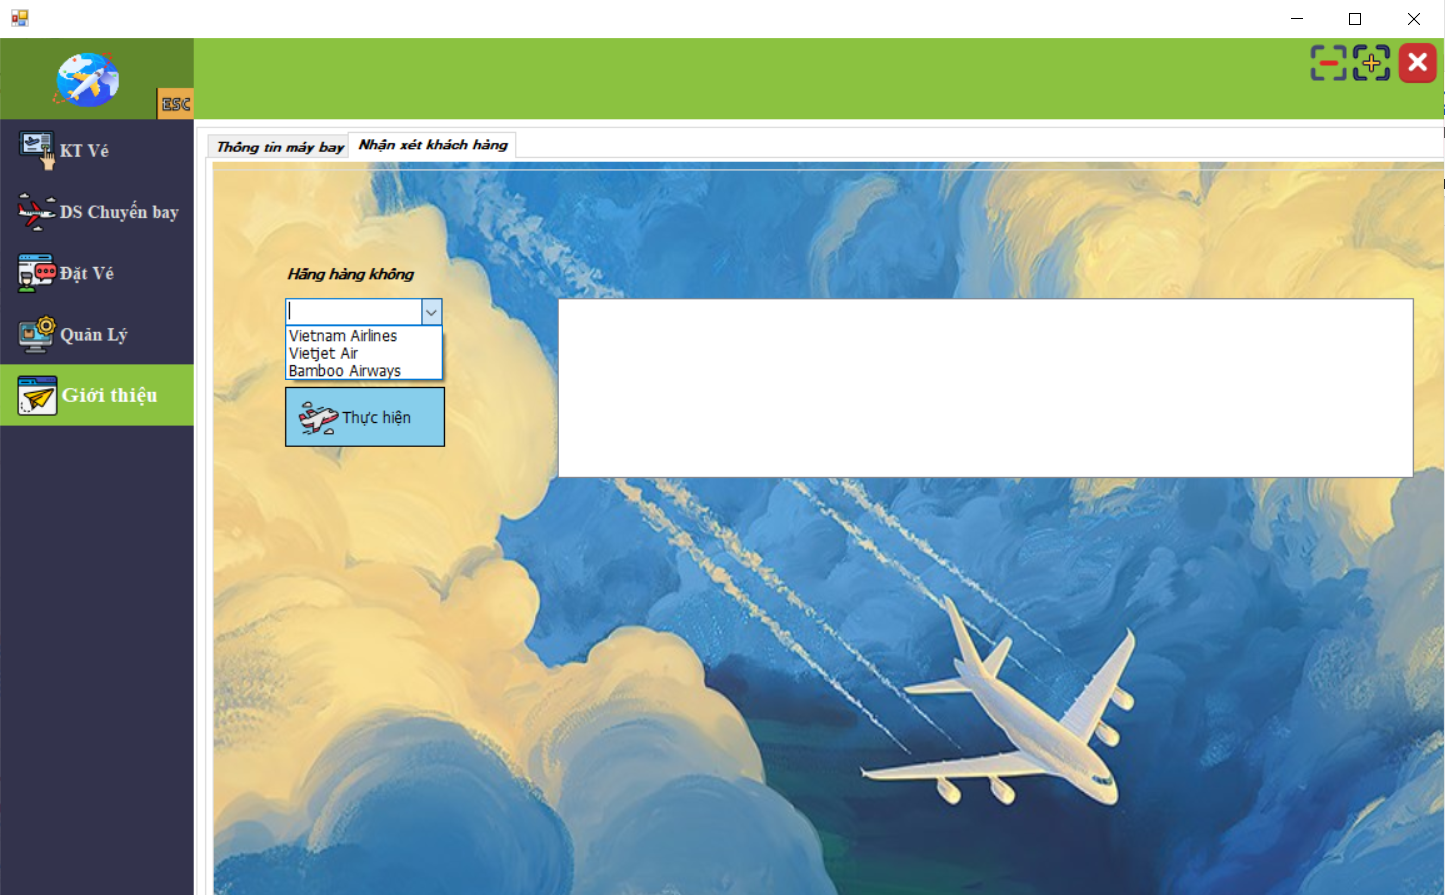 ESC
KT Vé
DS Chuyến bay
Đặt Vé
Quản Lý
Giới thiệu
Thông tin máy bay
Nhận xét khách hàng
Hãng hàng không
Vietnam Airlines
Vietjet Air
Bamboo Airways
Thực hiện